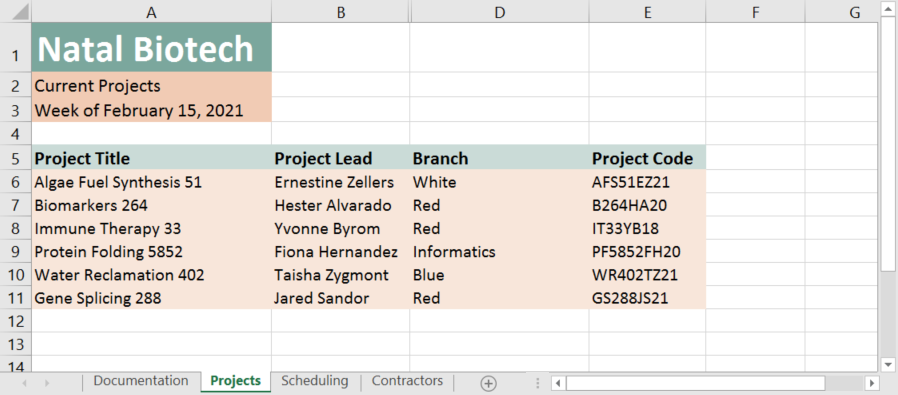 A B D E F G
1 Natal Biotech
2 Current Projects
3 Week of February 15, 2021
4
5 Project Title Project Lead Branch Project Code
6 Algae Fuel Synthesis 51 Ernestine Zellers White AFS51EZ21
7 Biomarkers 264 Hester Alvarado Red B264HA20
8 Immune Therapy 33 Yvonne Byrom Red IT33YB18
9 Protein Folding 5852 Fiona Hernandez Informatics PF5852FH20
10 Water Reclamation 402 Taisha Zygmont Blue WR402TZ21
11 Gene Splicing 288 Jared Sandor Red GS288JS21
12
13
14
Documentation Projects Scheduling Contractors